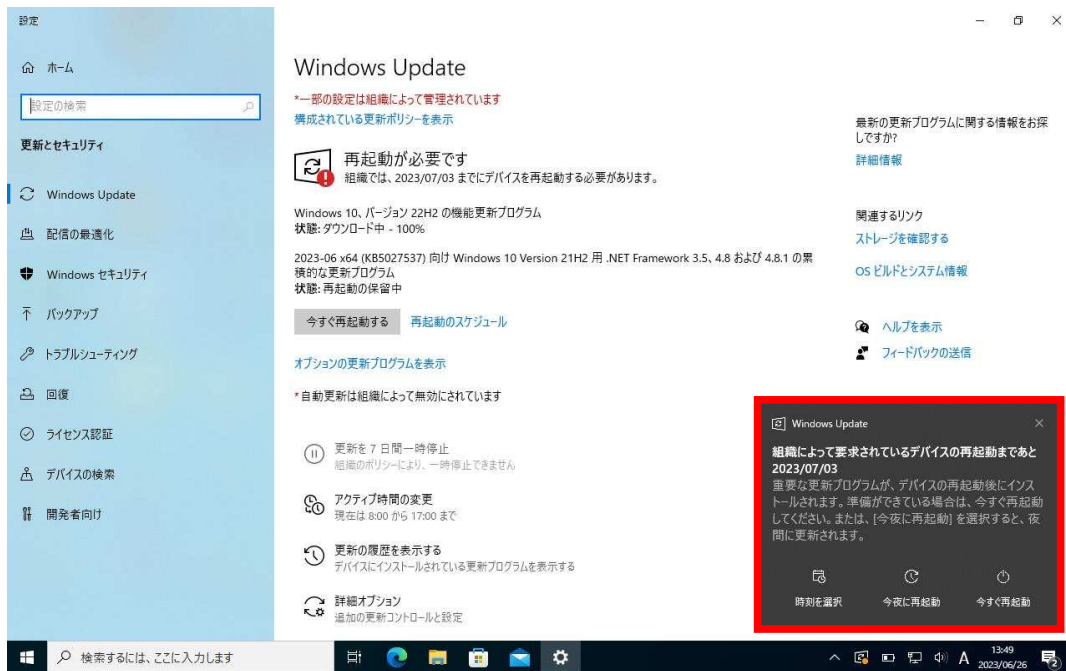 設定
ホーム
設定の検索
更新とセキュリティ
Windows Update
配信の最適化
Windows セキュリティ
バックアップ
トラブルシューティング
回復
ライセンス認証
デバイスの検索
開発者向け
Windows Update
*一部の設定は組織によって管理されています
構成されている更新ポリシーを表示
再起動が必要です
組織では、2023/07/03 までにデバイスを再起動する必要があります。
Windows 10、バージョン 22H2 の機能更新プログラム
状態: ダウンロード中 - 100%
2023-06 x64 (KB5027537) 向け Windows 10 Version 21H2 用 .NET Framework 3.5、4.8 および 4.8.1 の累
積的な更新プログラム
状態: 再起動の保留中
今すぐ再起動する 再起動のスケジュール
オプションの更新プログラムを表示
*自動更新は組織によって無効にされています
更新を 7 日間一時停止
組織のポリシーにより、一時停止できません
アクティブ時間の変更
現在は 8:00 から 17:00 まで
更新の履歴を表示する
デバイスにインストールされている更新プログラムを表示する
詳細オプション
追加の更新コントロールと設定
最新の更新プログラムに関する情報をお探
しですか?
詳細情報
関連するリンク
ストレージを確認する
OS ビルドとシステム情報
ヘルプを表示
フィードバックの送信
Windows Update
組織によって要求されているデバイスの再起動まであと
2023/07/03
重要な更新プログラムが、デバイスの再起動後にインス
トールされます。準備ができている場合は、今すぐ再起動
してください。または、[今夜に再起動] を選択すると、夜
間に更新されます。
時刻を選択 今夜に再起動 今すぐ再起動
検索するには、ここに入力します
A
13:49
2023/06/26
2